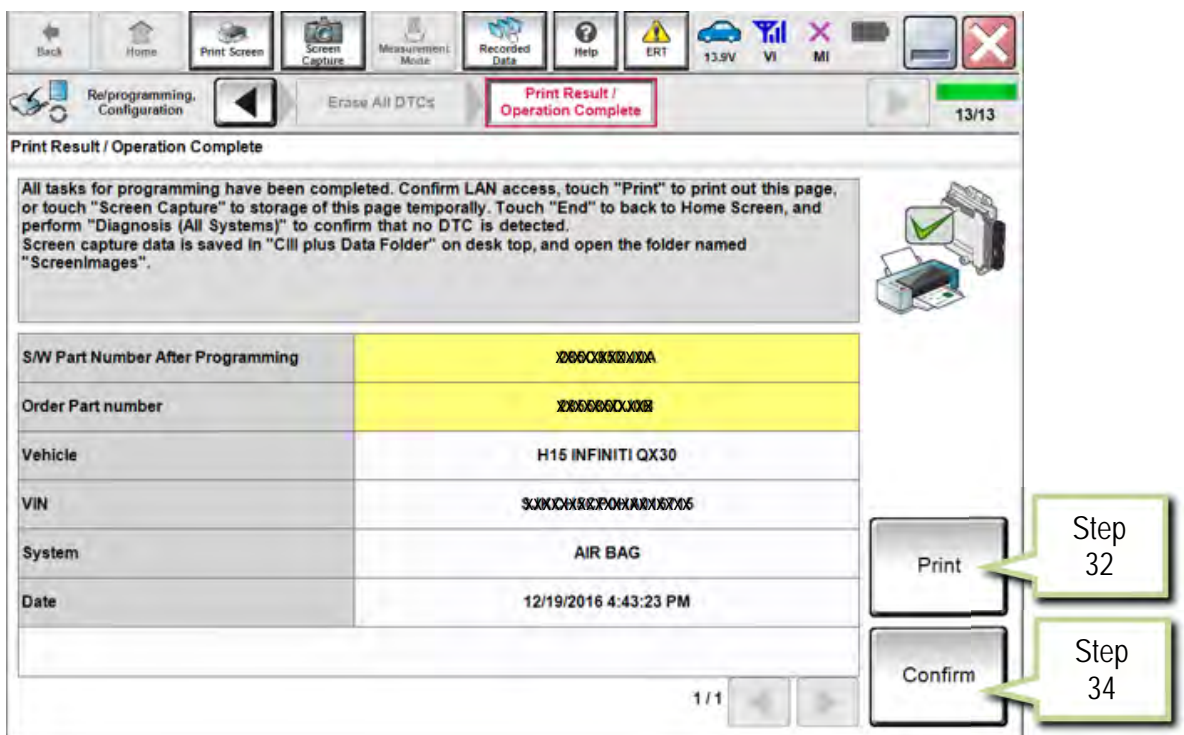 Back
Home
Print Screen
Screen
Capture
Measurement
Mode
Recorded
Data
Help
ERT
13.9V
VI
MI
Re/programming,
Configuration
Erase All DTCs
Print Result /
Operation Complete
13/13
Print Result / Operation Complete
All tasks for programming have been completed. Confirm LAN access, touch "Print" to print out this page,
or touch "Screen Capture" to storage of this page temporally. Touch "End" to back to Home Screen, and
perform "Diagnosis (All Systems)" to confirm that no DTC is detected.
Screen capture data is saved in "CIII plus Data Folder" on desk top, and open the folder named
"ScreenImages".
S/W Part Number After Programming
Order Part number
Vehicle
H15 INFINITI QX30
VIN
System
AIR BAG
Date
12/19/2016 4:43:23 PM
Print
Step
32
Confirm
Step
34
1/1